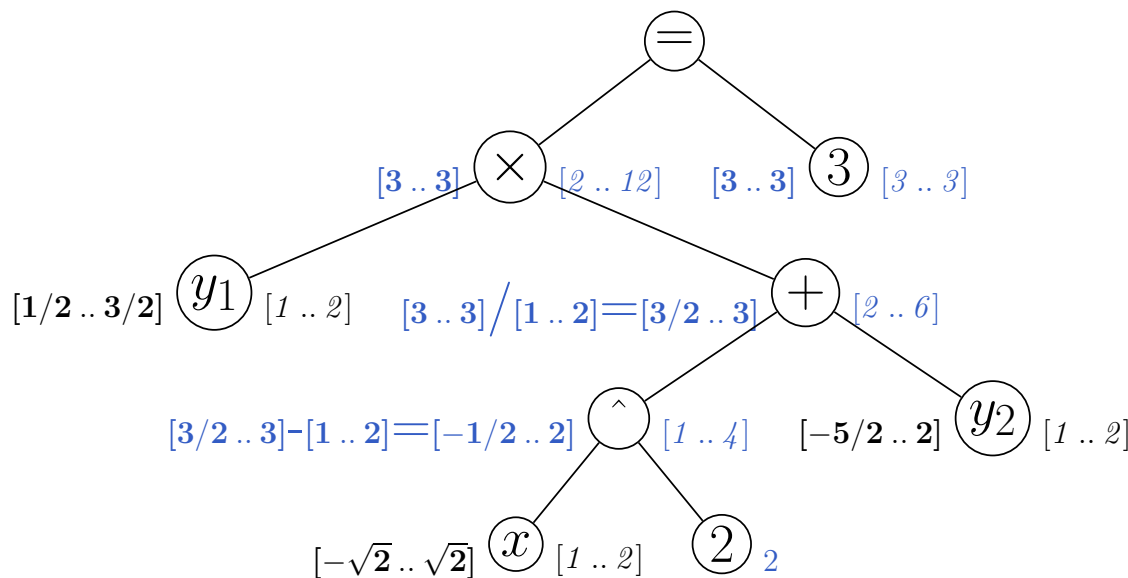 =
[3 .. 3] × [2 .. 12] [3 .. 3] 3 [3 .. 3]
[1/2 .. 3/2] y₁ [1 .. 2] [3 .. 3]/[1 .. 2]=[3/2 .. 3] + [2 .. 6]
[3/2 .. 3]-[1 .. 2]=[−1/2 .. 2] ^ [1 .. 4] [−5/2 .. 2] y₂ [1 .. 2]
[−√2 .. √2] x [1 .. 2] 2 2